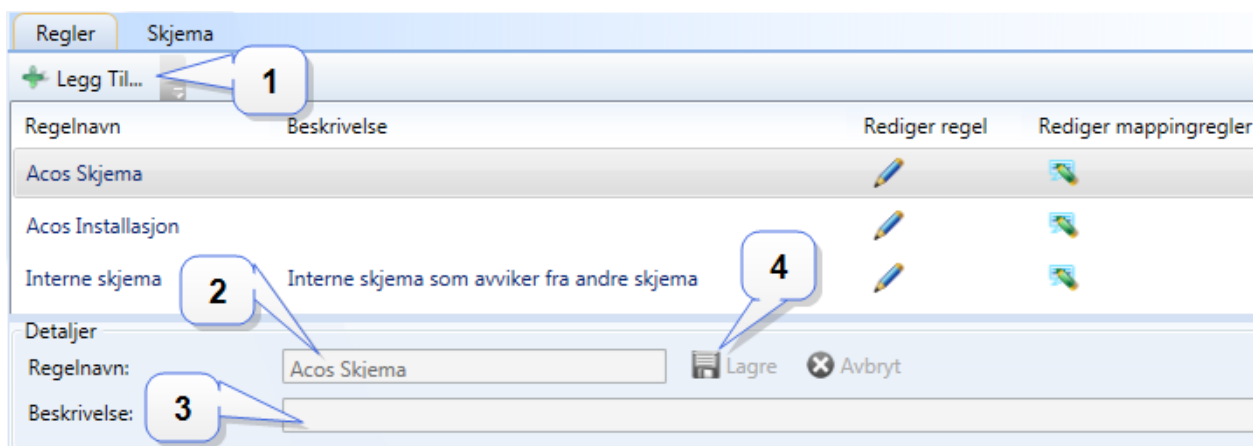 Regler Skjema
Legg Til...
1
Regelnavn Beskrivelse Rediger regel Rediger mappingregler
Acos Skjema
Acos Installasjon
Interne skjema Interne skjema som avviker fra andre skjema
2
4
Detaljer
Regelnavn: Acos Skjema Lagre Avbryt
Beskrivelse:
3